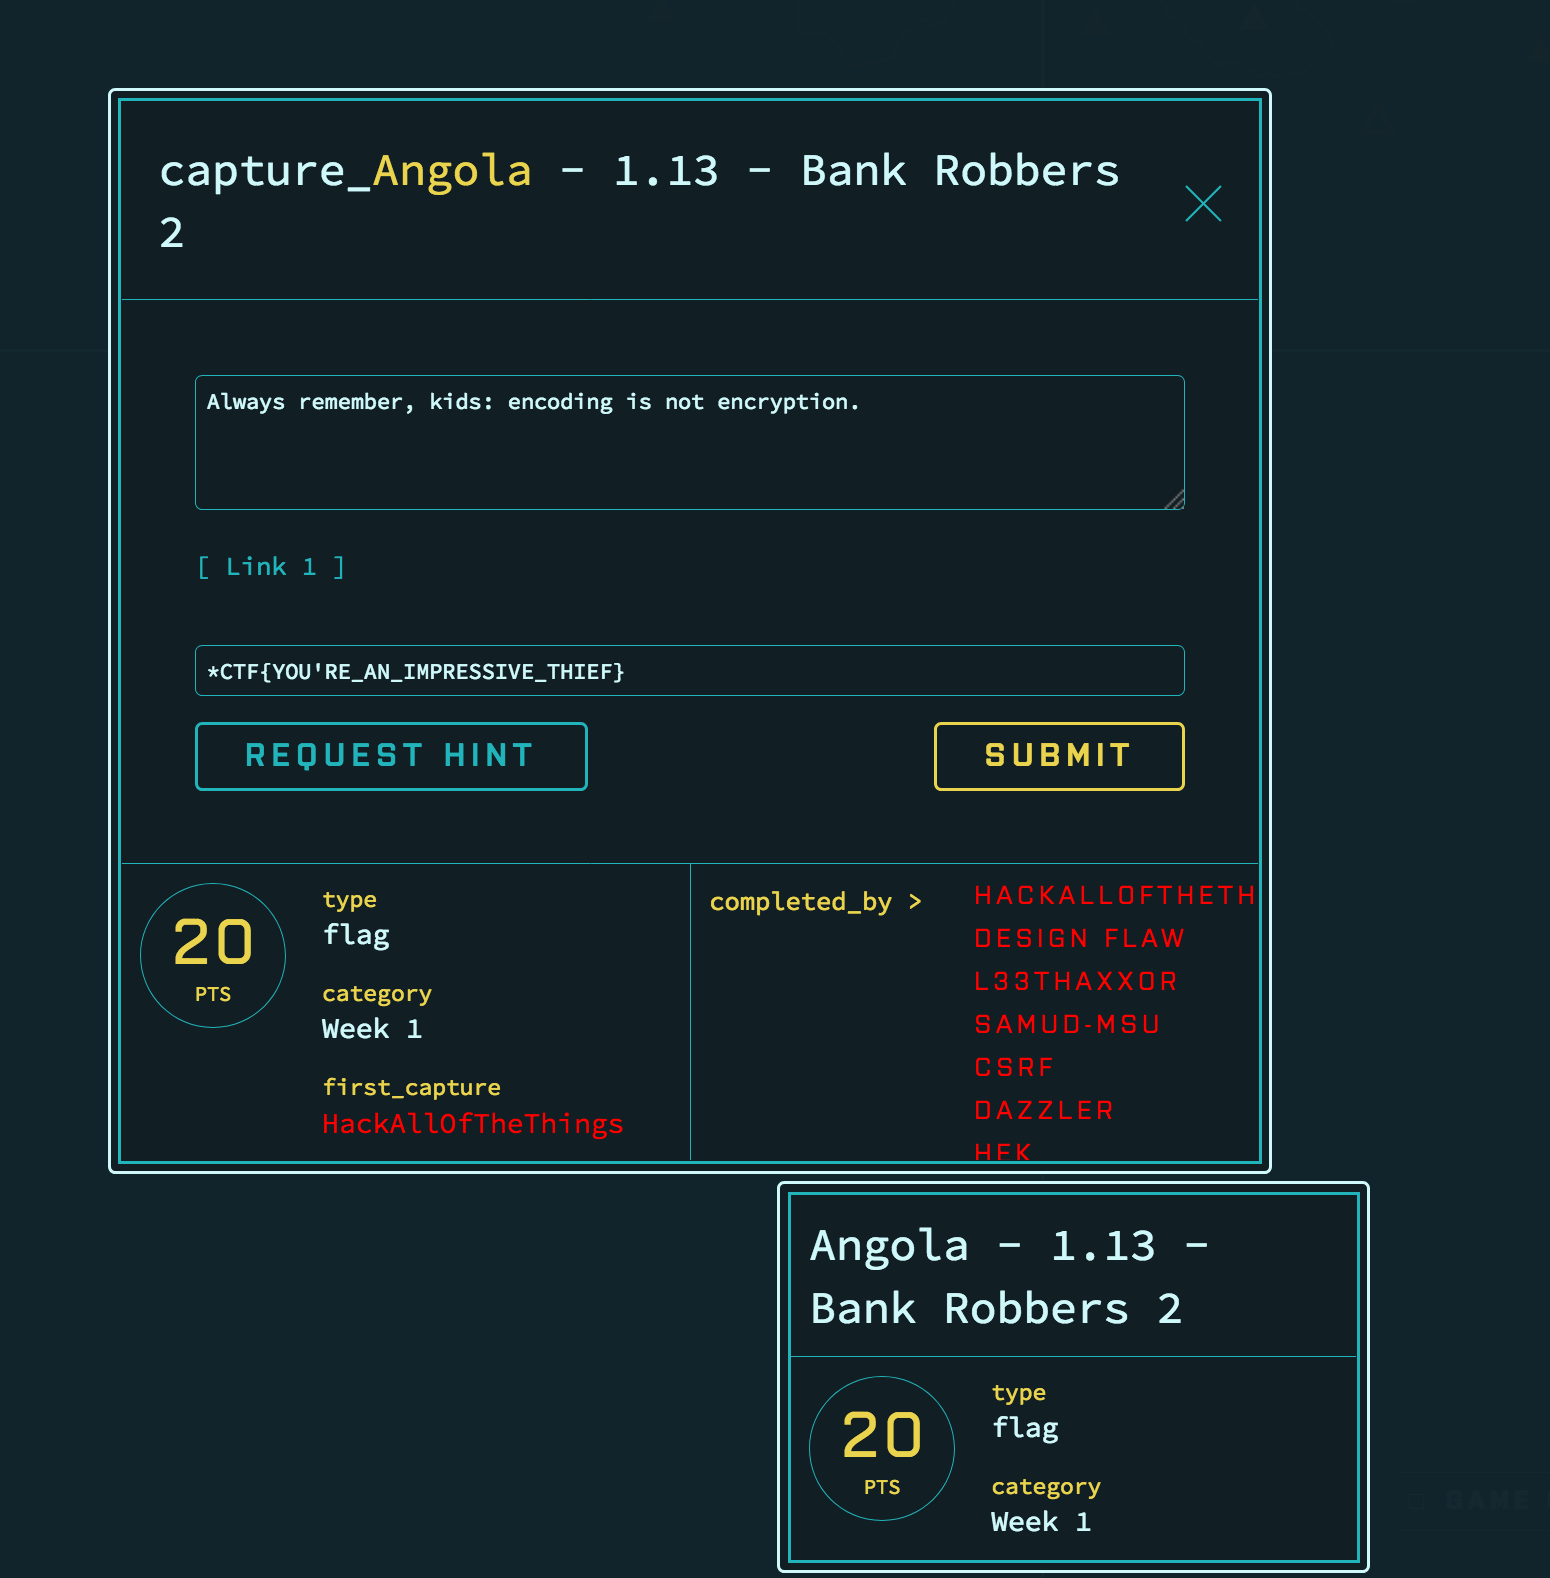 capture_Angola - 1.13 - Bank Robbers
2
Always remember, kids: encoding is not encryption.
[ Link 1 ]
*CTF{YOU'RE_AN_IMPRESSIVE_THIEF}
REQUEST HINT
SUBMIT
20
PTS
type
flag
category
Week 1
first_capture
HackAllOfTheThings
completed_by >
HACKALLOFTHETH
DESIGN FLAW
L33THAXXOR
SAMUD-MSU
CSRF
DAZZLER
Angola - 1.13 -
Bank Robbers 2
20
PTS
type
flag
category
Week 1
GAME